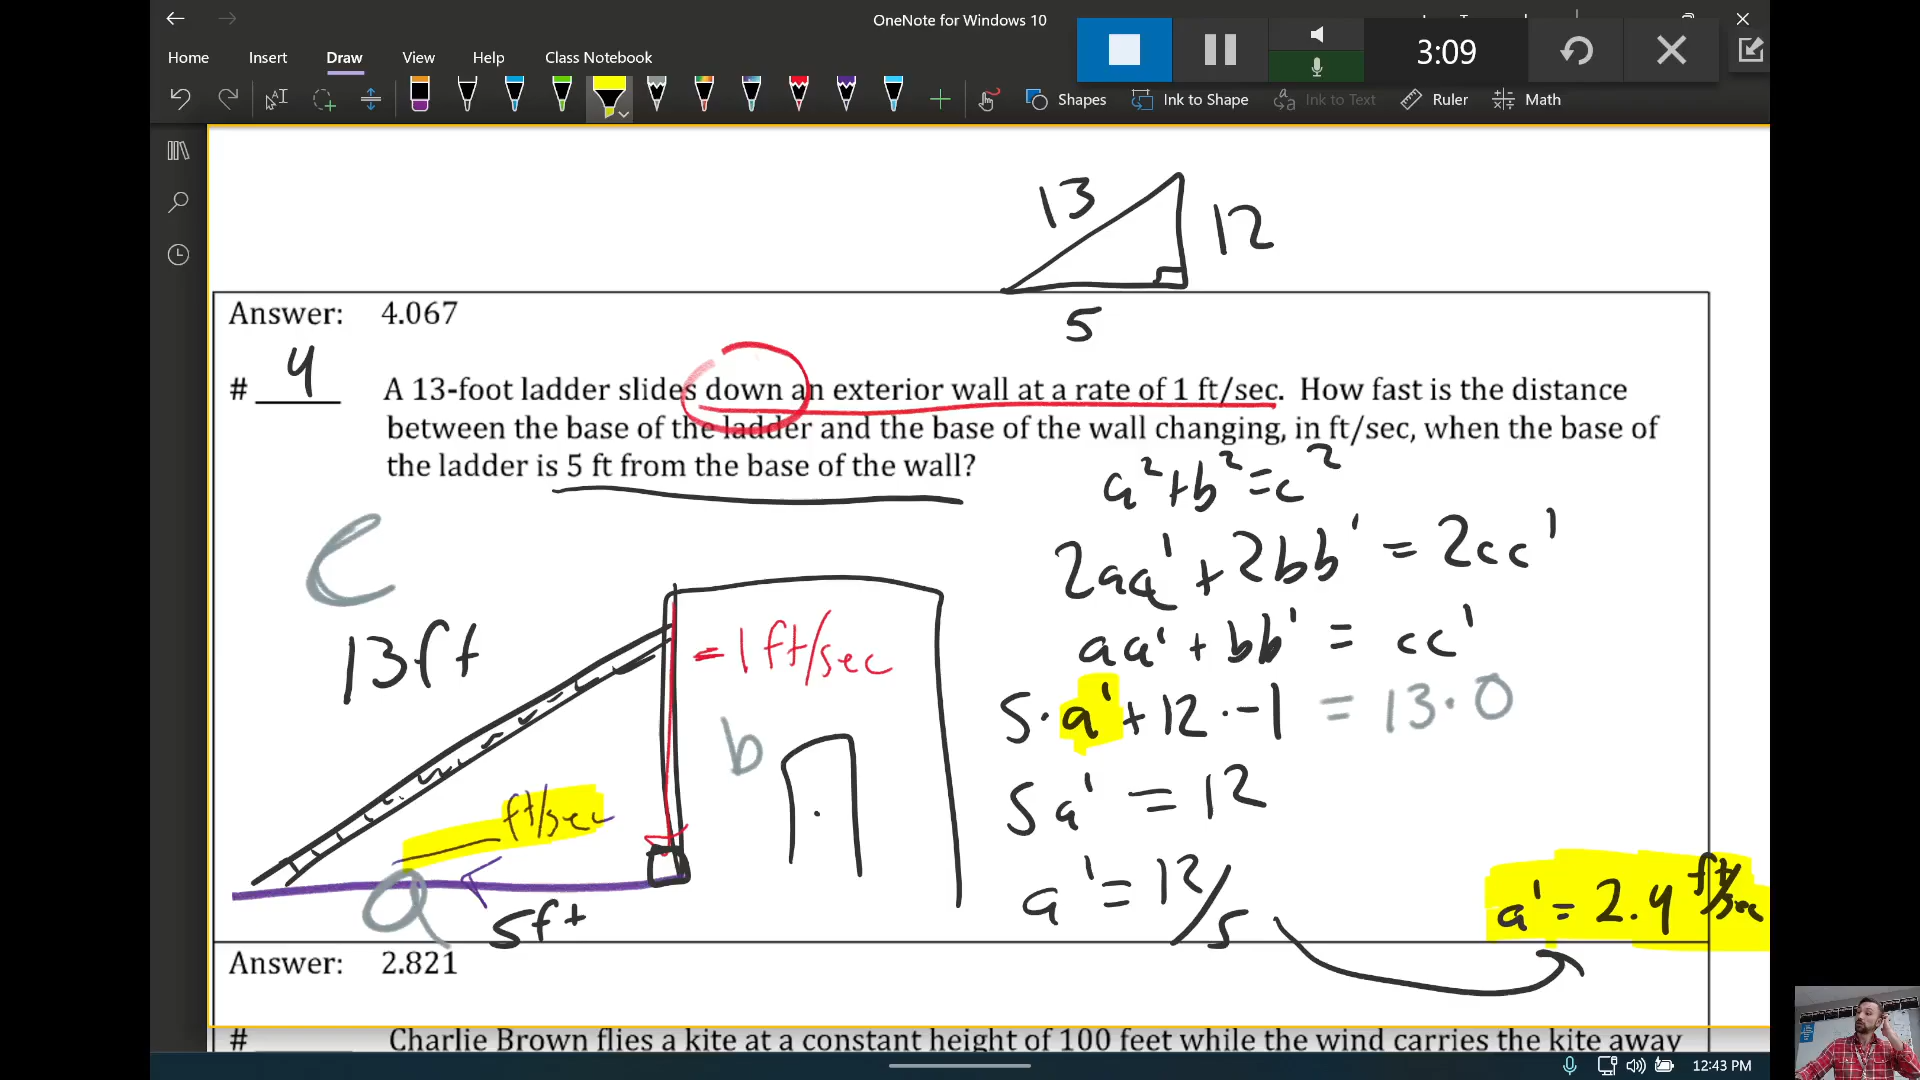 OneNote for Windows 10
3:09
Home Insert Draw View Help Class Notebook
Shapes Ink to Shape Ink to Text Ruler Math
13
12
5
Answer: 4.067
# 4 A 13-foot ladder slides down an exterior wall at a rate of 1 ft/sec. How fast is the distance
between the base of the ladder and the base of the wall changing, in ft/sec, when the base of
the ladder is 5 ft from the base of the wall?
a²+b²=c²
c
2aa' + 2bb' = 2cc'
13ft
-1ft/sec
aa' + bb' = cc'
b
5·a' + 12·-1 = 13·0
ft/sec
5a' = 12
a
5ft
a' = 12/5
a' = 2.4 ft/sec
Answer: 2.821
# Charlie Brown flies a kite at a constant height of 100 feet while the wind carries the kite away
12:43 PM